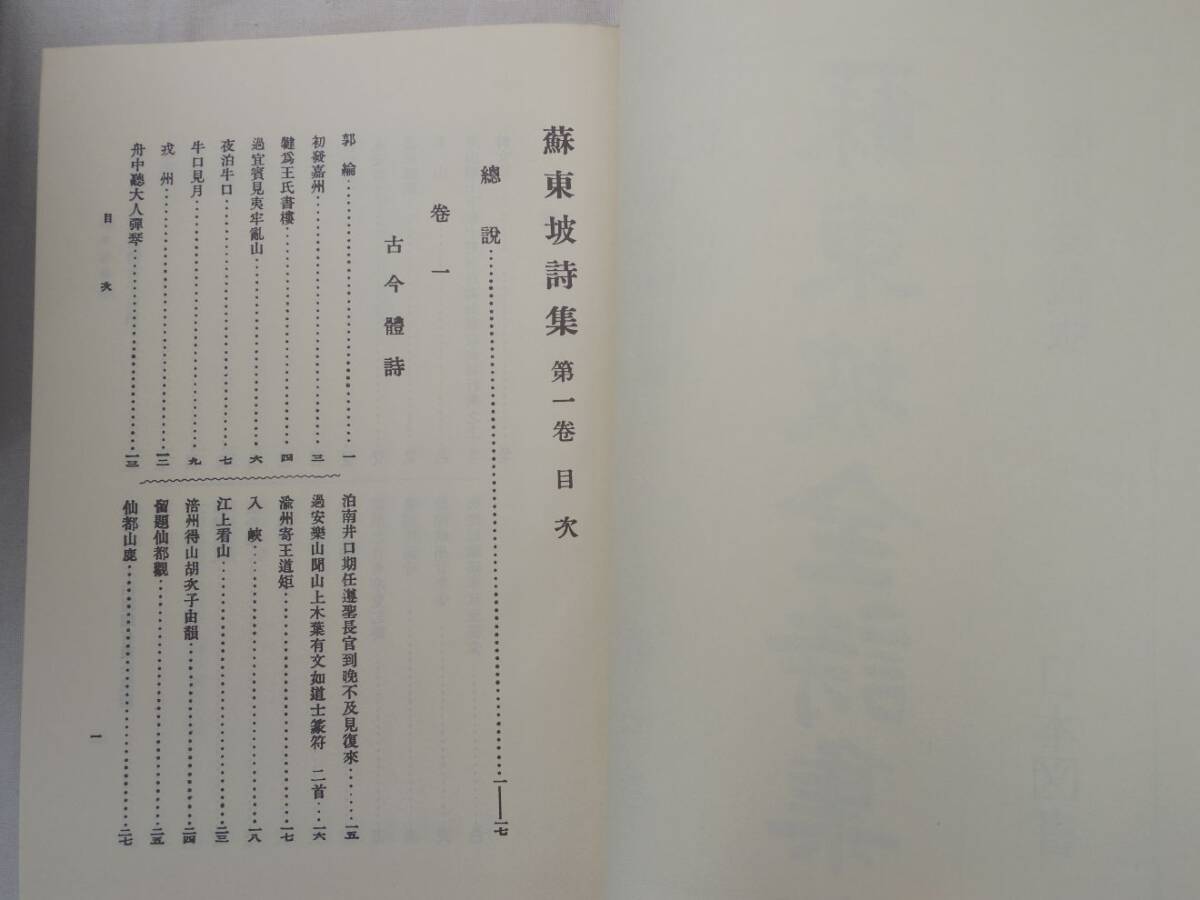 蘇東坡詩集 第一卷 目次
總說……一—一七
卷一
古今體詩
郭綸……一
初發嘉州……三
犍爲王氏書樓……四
過宜賓見夷牢亂山……六
夜泊牛口……七
牛口見月……九
戎州……一二
舟中聽大人彈琴……一三
泊南井口期任遵聖長官到晚不及見復來……一五
過安樂山聞山上木葉有文如道士篆符 二首……一六
渝州寄王道矩……一七
入峽……一八
江上看山……二三
涪州得山胡次子由韻……二四
留題仙都觀……二五
仙都山鹿……二七
目次
一